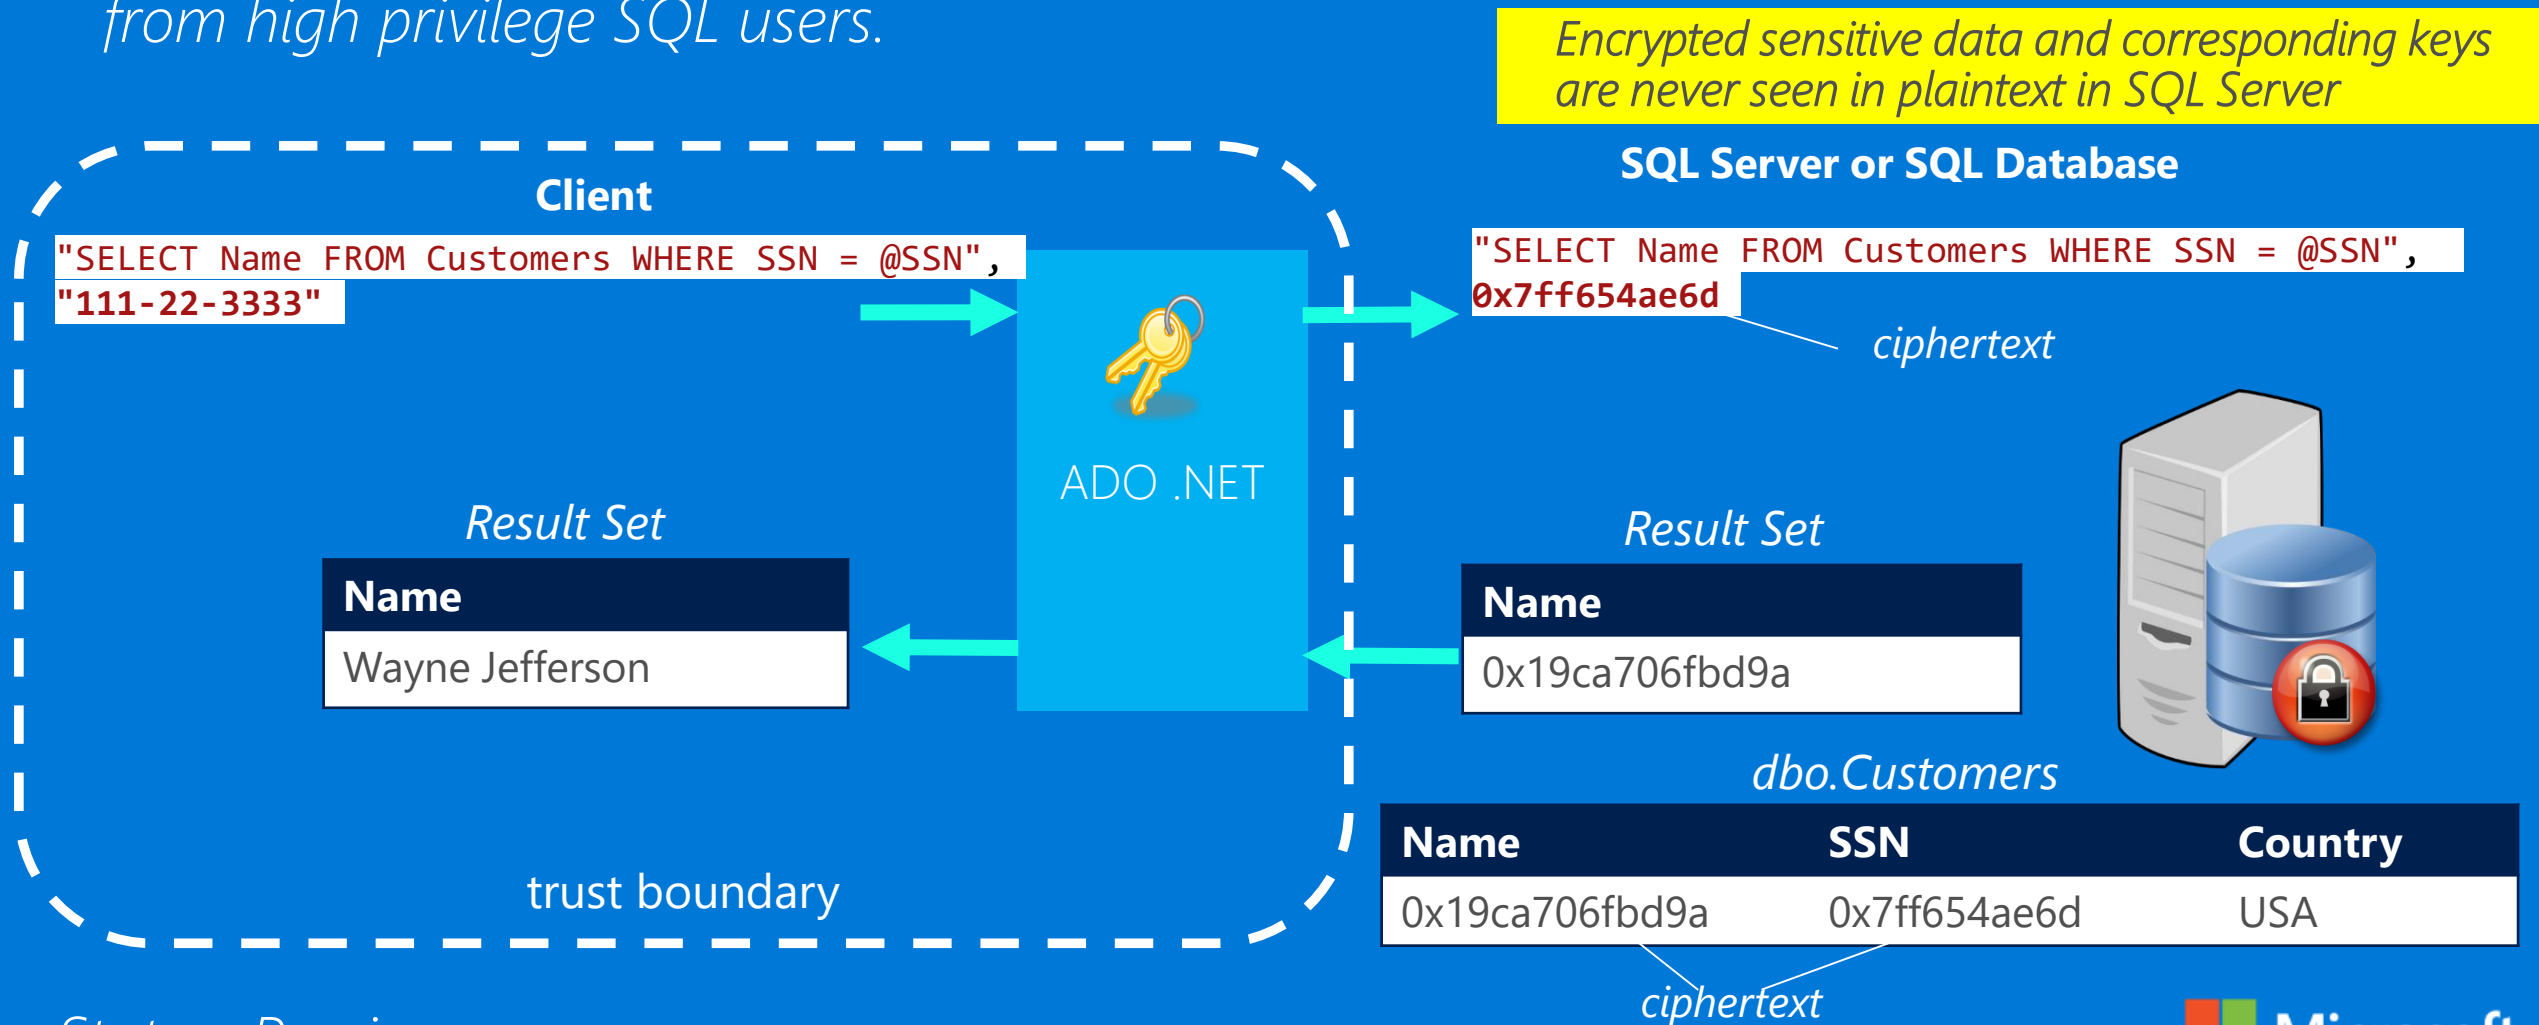 from high privilege SQL users.
Encrypted sensitive data and corresponding keys
are never seen in plaintext in SQL Server
SQL Server or SQL Database
Client
"SELECT Name FROM Customers WHERE SSN = @SSN",
"111-22-3333"
"SELECT Name FROM Customers WHERE SSN = @SSN",
0x7ff654ae6d
ciphertext
ADO .NET
Result Set
Name
Wayne Jefferson
Result Set
Name
0x19ca706fbd9a
dbo.Customers
Name SSN Country
0x19ca706fbd9a 0x7ff654ae6d USA
trust boundary
ciphertext
Microsoft